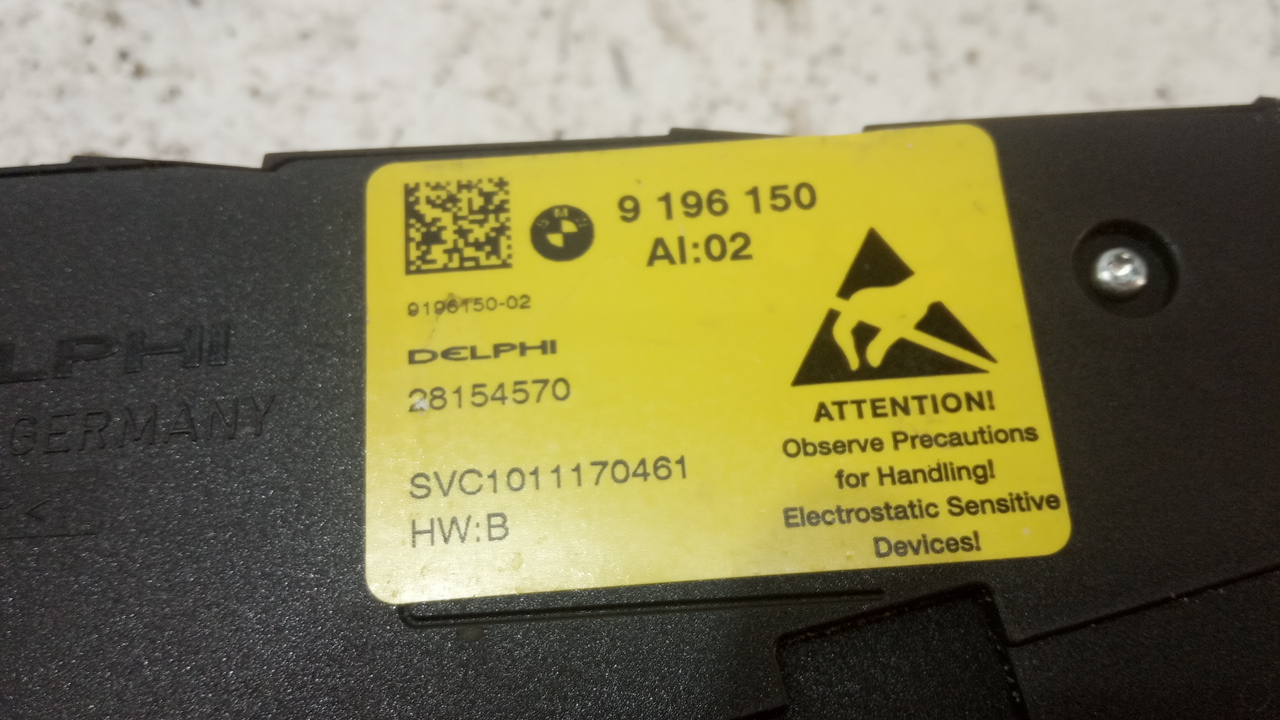 9 196 150
AI:02
9196150-02
DELPHI
28154570
SVC1011170461
HW:B
ATTENTION!
Observe Precautions
for Handling!
Electrostatic Sensitive
Devices!
LPHI
GERMANY